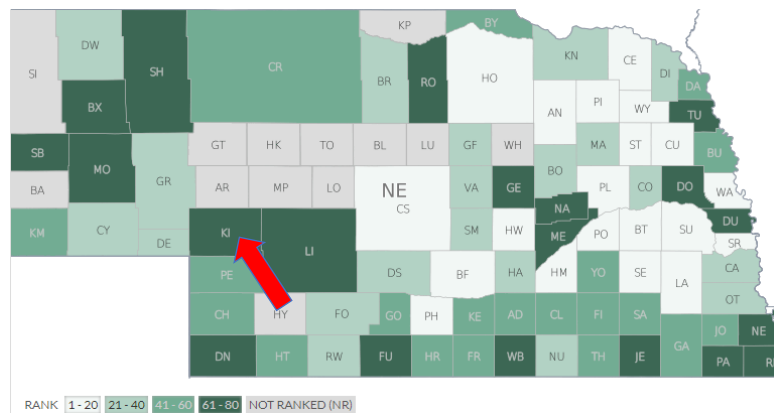 KP BY
DW KN CE
SI SH CR BR RO HO DI
DA
BX AN PI WY
TU
SB GT HK TO BL LU GF WH MA ST CU BU
MO GR
BA AR MP LO NE VA GE BO PL CO DO WA
CS NA
KM CY DE KI LI SM HW ME PO BT SU DU
SR
PE DS BF HA HM YO SE LA CA
OT
CH HY FO GO PH KE AD CL FI SA
GA JO NE
DN HT RW FU HR FR WB NU TH JE PA
RANK 1 - 20 21 - 40 41 - 60 61 - 80 NOT RANKED (NR)